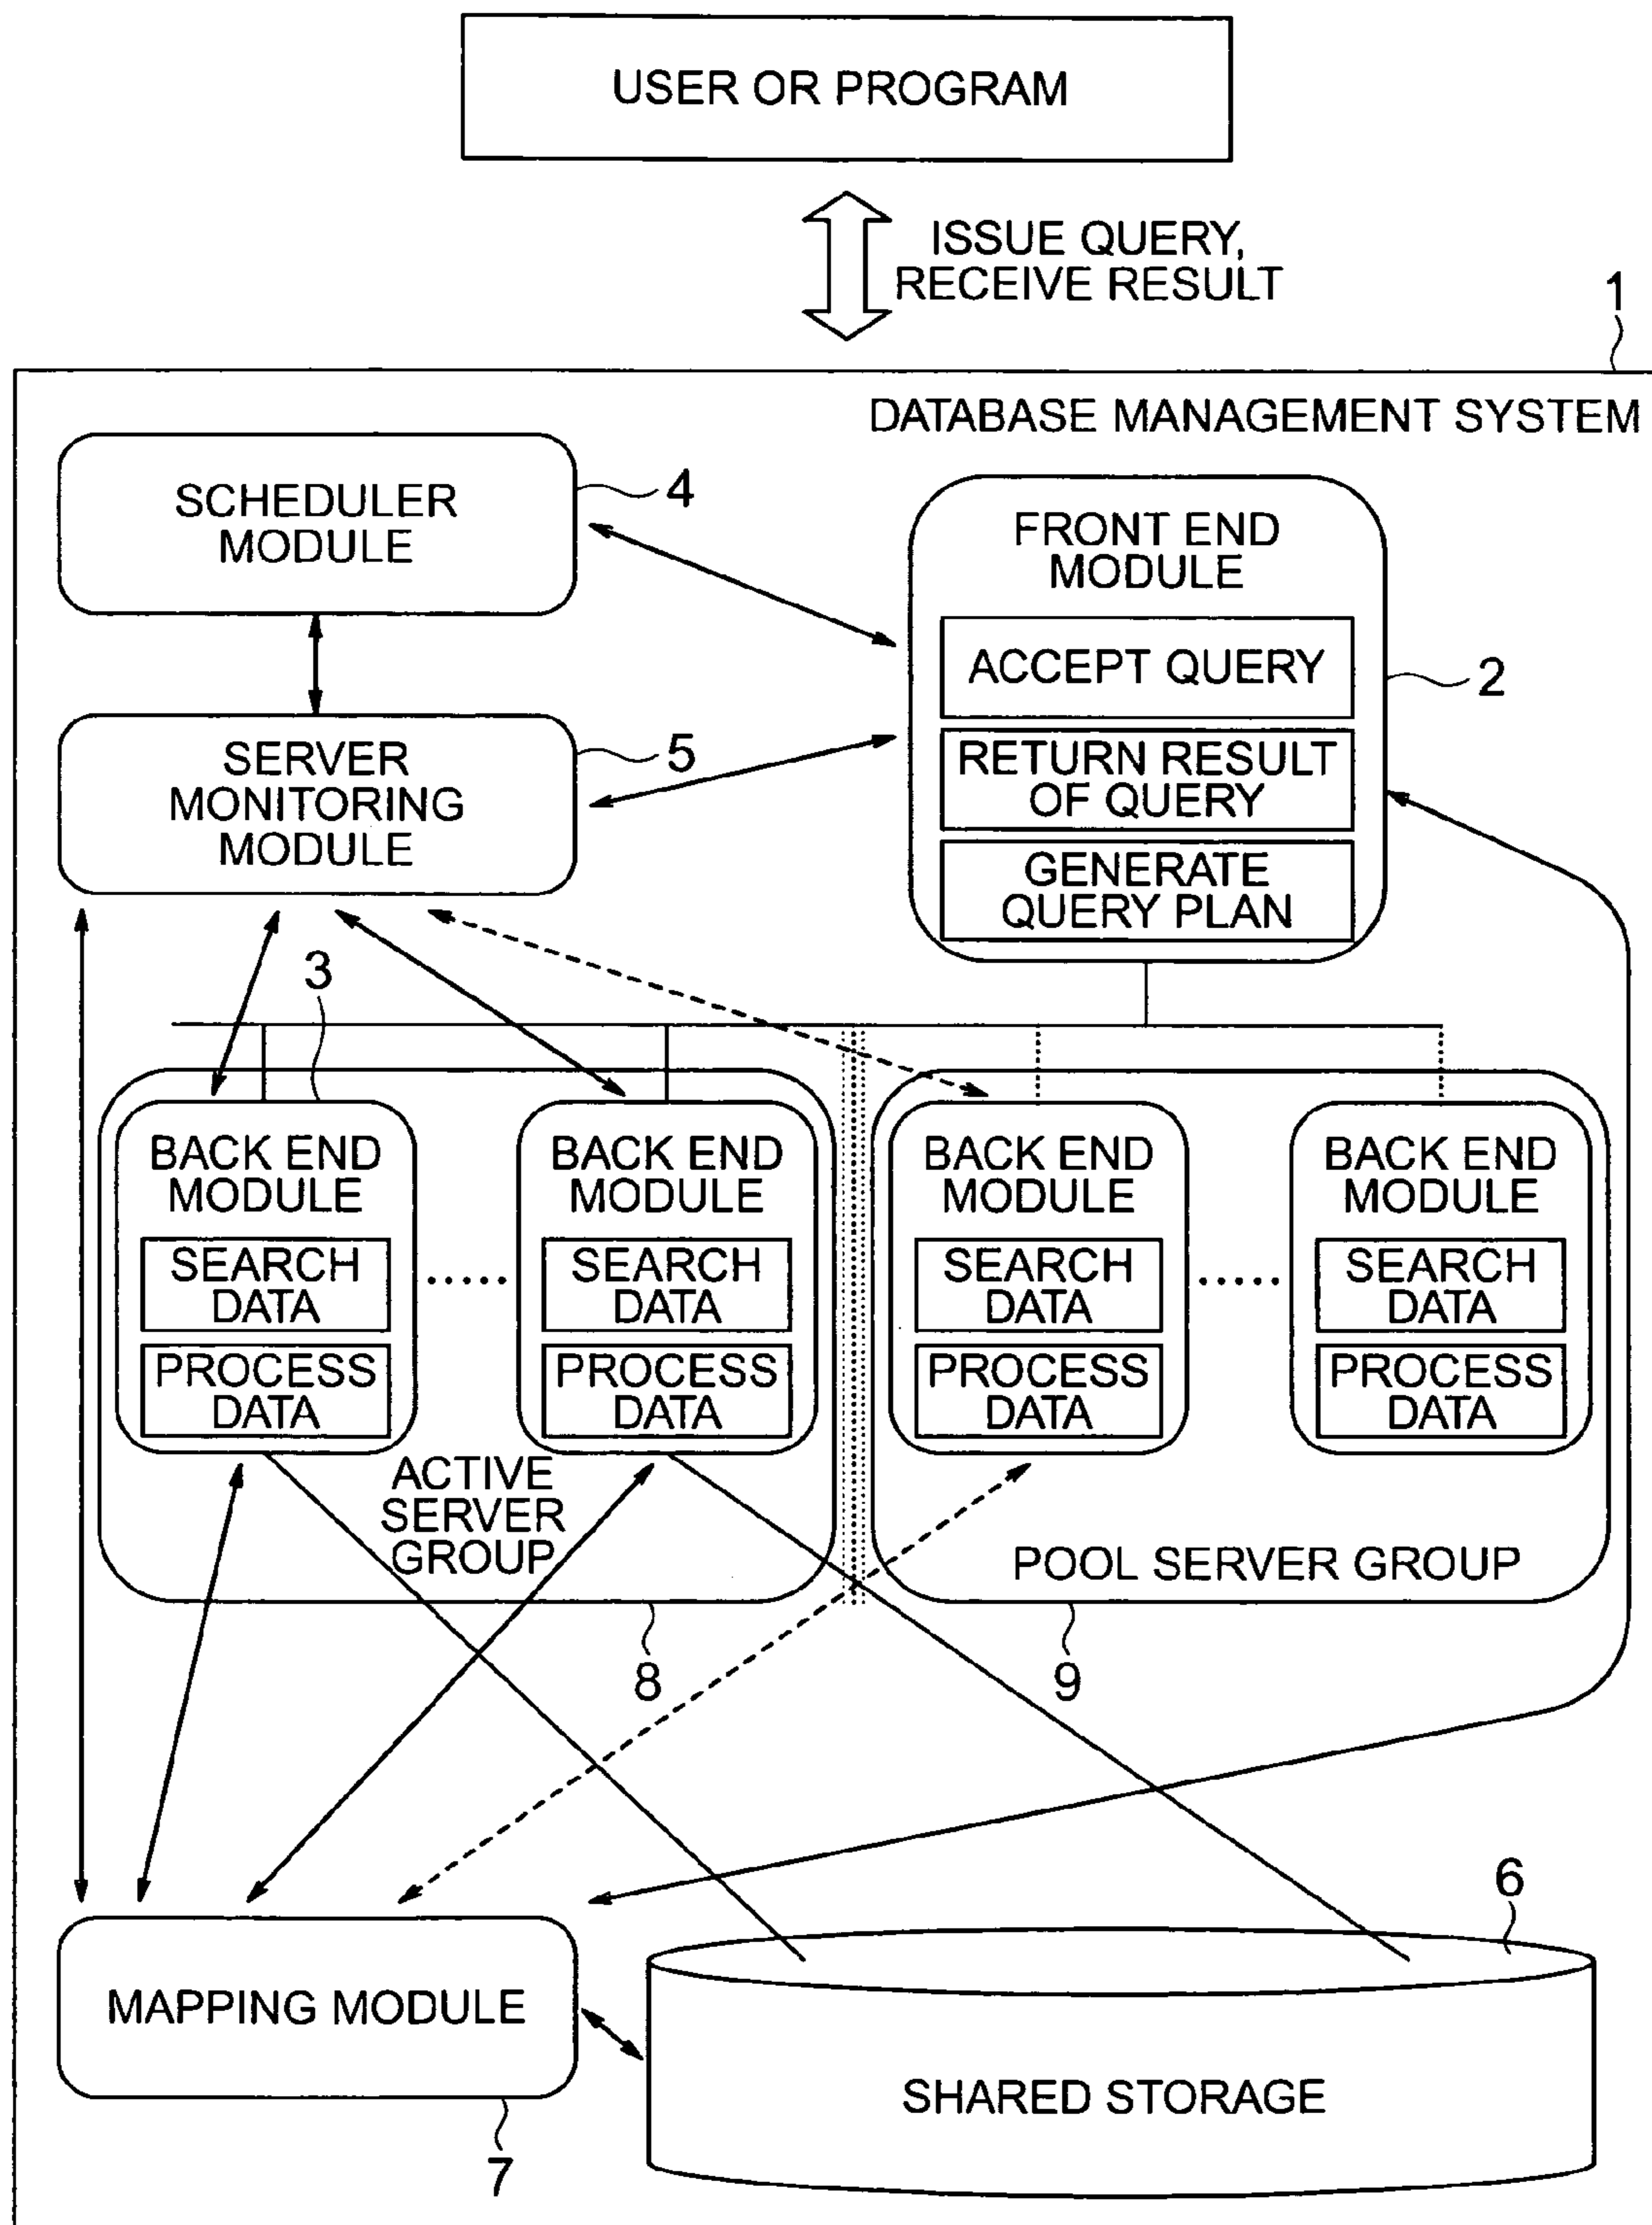 USER OR PROGRAM
ISSUE QUERY,
RECEIVE RESULT
1
DATABASE MANAGEMENT SYSTEM
SCHEDULER
MODULE
4
FRONT END
MODULE
ACCEPT QUERY
2
RETURN RESULT
OF QUERY
GENERATE
QUERY PLAN
SERVER
MONITORING
MODULE
5
3
BACK END
MODULE
SEARCH
DATA
PROCESS
DATA
BACK END
MODULE
SEARCH
DATA
PROCESS
DATA
ACTIVE
SERVER
GROUP
8
BACK END
MODULE
SEARCH
DATA
PROCESS
DATA
BACK END
MODULE
SEARCH
DATA
PROCESS
DATA
POOL SERVER GROUP
9
MAPPING MODULE
7
6
SHARED STORAGE